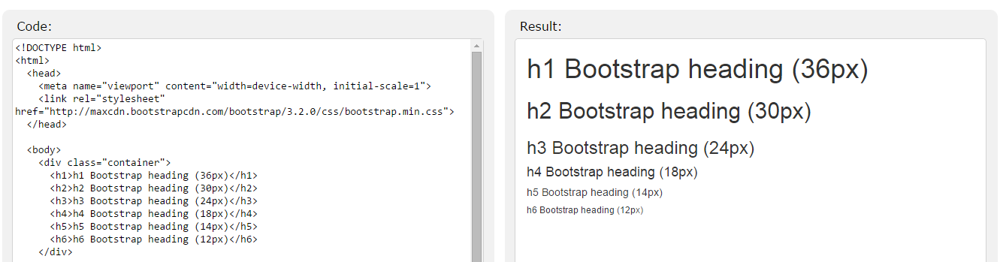 Code:
<!DOCTYPE html>
<html>
  <head>
    <meta name="viewport" content="width=device-width, initial-scale=1">
    <link rel="stylesheet"
href="http://maxcdn.bootstrapcdn.com/bootstrap/3.2.0/css/bootstrap.min.css">
  </head>

  <body>
    <div class="container">
      <h1>h1 Bootstrap heading (36px)</h1>
      <h2>h2 Bootstrap heading (30px)</h2>
      <h3>h3 Bootstrap heading (24px)</h3>
      <h4>h4 Bootstrap heading (18px)</h4>
      <h5>h5 Bootstrap heading (14px)</h5>
      <h6>h6 Bootstrap heading (12px)</h6>
    </div>
Result:
h1 Bootstrap heading (36px)
h2 Bootstrap heading (30px)
h3 Bootstrap heading (24px)
h4 Bootstrap heading (18px)
h5 Bootstrap heading (14px)
h6 Bootstrap heading (12px)